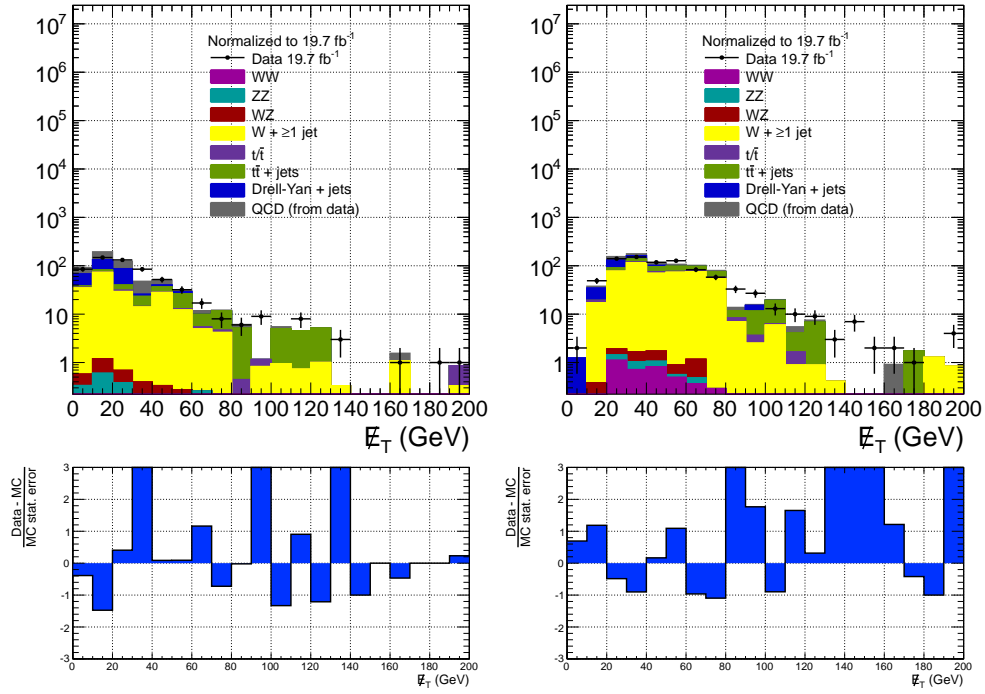 10⁷
10⁶
10⁵
10⁴
10³
10²
10
1
Normalized to 19.7 fb⁻¹
Data 19.7 fb⁻¹
WW
ZZ
WZ
W + ≥1 jet
t/t̄
tt̄ + jets
Drell-Yan + jets
QCD (from data)
0 20 40 60 80 100 120 140 160 180 200
E̸_T (GeV)
10⁷
10⁶
10⁵
10⁴
10³
10²
10
1
Normalized to 19.7 fb⁻¹
Data 19.7 fb⁻¹
WW
ZZ
WZ
W + ≥1 jet
t/t̄
tt̄ + jets
Drell-Yan + jets
QCD (from data)
0 20 40 60 80 100 120 140 160 180 200
E̸_T (GeV)
Data - MC
MC stat. error
3
2
1
0
-1
-2
-3
0 20 40 60 80 100 120 140 160 180 200
E̸_T (GeV)
Data - MC
MC stat. error
3
2
1
0
-1
-2
-3
0 20 40 60 80 100 120 140 160 180 200
E̸_T (GeV)